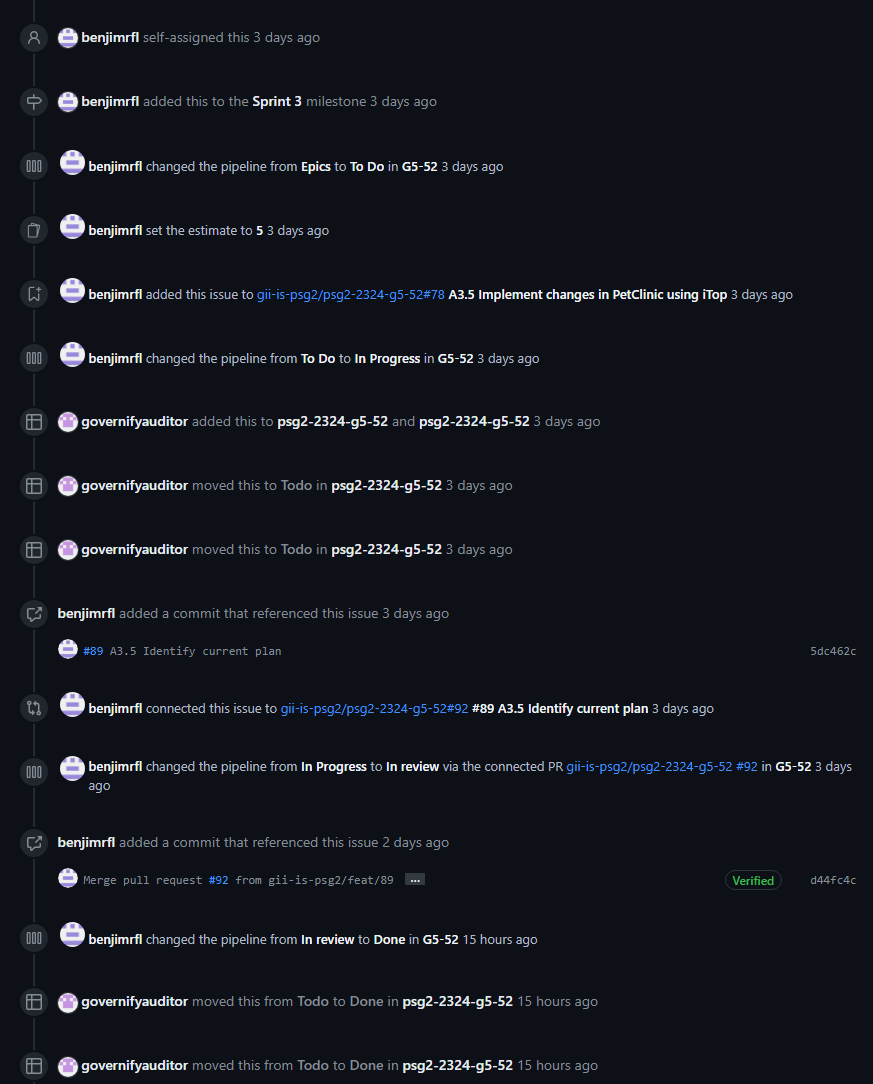 benjimrfl self-assigned this 3 days ago
benjimrfl added this to the Sprint 3 milestone 3 days ago
benjimrfl changed the pipeline from Epics to To Do in G5-52 3 days ago
benjimrfl set the estimate to 5 3 days ago
benjimrfl added this issue to gii-is-psg2/psg2-2324-g5-52#78 A3.5 Implement changes in PetClinic using iTop 3 days ago
benjimrfl changed the pipeline from To Do to In Progress in G5-52 3 days ago
governifyauditor added this to psg2-2324-g5-52 and psg2-2324-g5-52 3 days ago
governifyauditor moved this to Todo in psg2-2324-g5-52 3 days ago
governifyauditor moved this to Todo in psg2-2324-g5-52 3 days ago
benjimrfl added a commit that referenced this issue 3 days ago
#89 A3.5 Identify current plan 5dc462c
benjimrfl connected this issue to gii-is-psg2/psg2-2324-g5-52#92 #89 A3.5 Identify current plan 3 days ago
benjimrfl changed the pipeline from In Progress to In review via the connected PR gii-is-psg2/psg2-2324-g5-52 #92 in G5-52 3 days
ago
benjimrfl added a commit that referenced this issue 2 days ago
Merge pull request #92 from gii-is-psg2/feat/89 … Verified d44fc4c
benjimrfl changed the pipeline from In review to Done in G5-52 15 hours ago
governifyauditor moved this from Todo to Done in psg2-2324-g5-52 15 hours ago
governifyauditor moved this from Todo to Done in psg2-2324-g5-52 15 hours ago